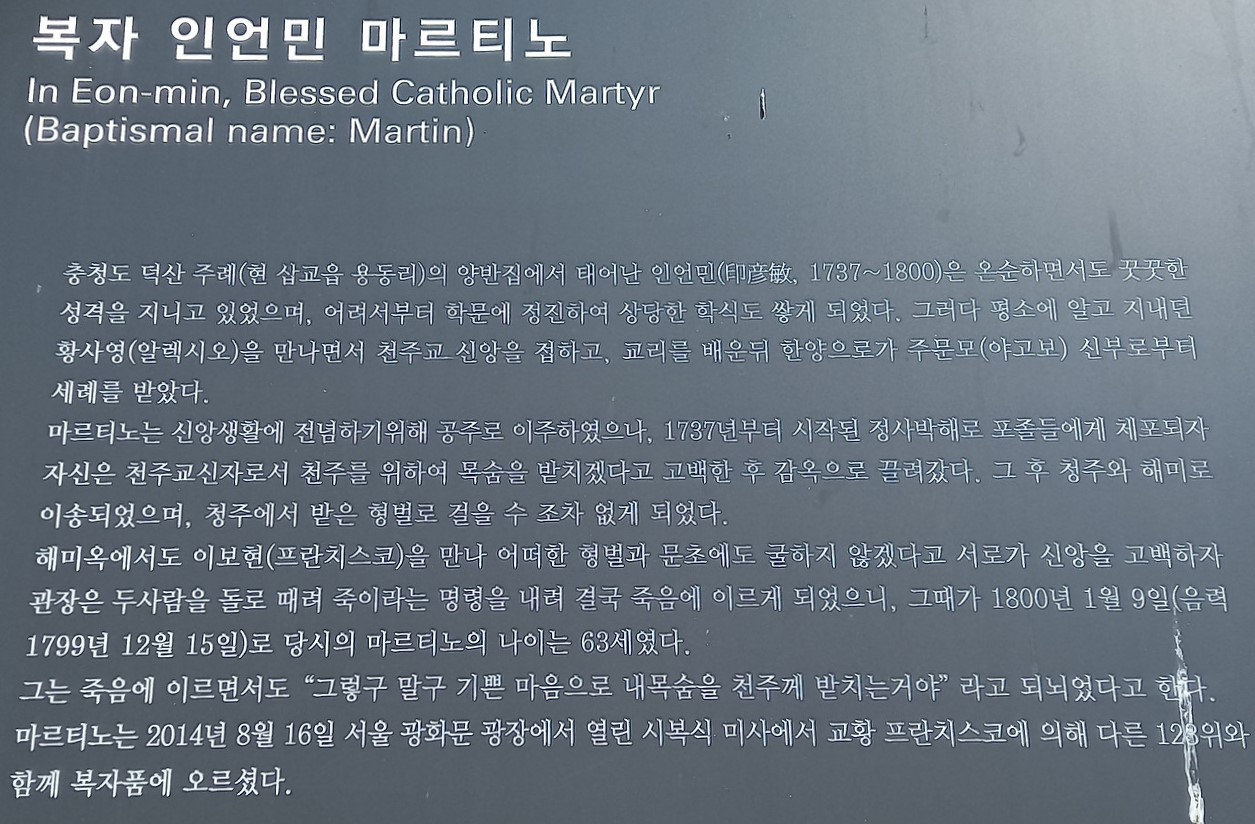 복자 인언민 마르티노
In Eon-min, Blessed Catholic Martyr
(Baptismal name: Martin)
충청도 덕산 주례(현 삽교읍 용동리)의 양반집에서 태어난 인언민(印彦敏, 1737~1800)은 온순하면서도 꿋꿋한
성격을 지니고 있었으며, 어려서부터 학문에 정진하여 상당한 학식도 쌓게 되었다. 그러다 평소에 알고 지내던
황사영(알렉시오)을 만나면서 천주교 신앙을 접하고, 교리를 배운뒤 한양으로가 주문모(야고보) 신부로부터
세례를 받았다.
마르티노는 신앙생활에 전념하기위해 공주로 이주하였으나, 1737년부터 시작된 정사박해로 포졸들에게 체포되자
자신은 천주교신자로서 천주를 위하여 목숨을 받치겠다고 고백한 후 감옥으로 끌려갔다. 그 후 청주와 해미로
이송되었으며, 청주에서 받은 형벌로 걸을 수 조차 없게 되었다.
해미옥에서도 이보현(프란치스코)을 만나 어떠한 형벌과 문초에도 굴하지 않겠다고 서로가 신앙을 고백하자
관장은 두사람을 돌로 때려 죽이라는 명령을 내려 결국 죽음에 이르게 되었으니, 그때가 1800년 1월 9일(음력
1799년 12월 15일)로 당시의 마르티노의 나이는 63세였다.
그는 죽음에 이르면서도 “그렇구 말구 기쁜 마음으로 내목숨을 천주께 받치는거야” 라고 되뇌었다고 한다.
마르티노는 2014년 8월 16일 서울 광화문 광장에서 열린 시복식 미사에서 교황 프란치스코에 의해 다른 123위와
함께 복자품에 오르셨다.